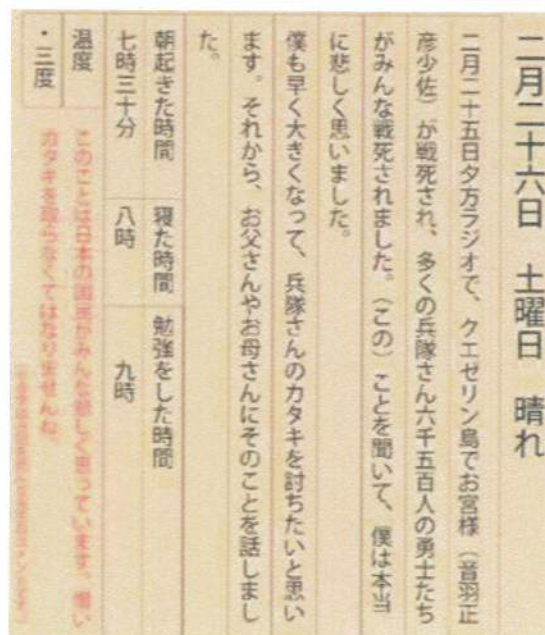 二月二十六日 土曜日 晴れ
二月二十五日夕方ラジオで、クエゼリン島でお宮様(音羽正
彦少佐)が戦死され、多くの兵隊さん六千五百人の勇士たち
がみんな戦死されました。(この)ことを聞いて、僕は本当
に悲しく思いました。
僕も早く大きくなって、兵隊さんのカタキを討ちたいと思い
ます。それから、お父さんやお母さんにそのことを話しまし
た。
朝起きた時間 寝た時間 勉強をした時間
七時三十分 八時 九時
温度 このことは日本の国民がみんな悲しく思っています。憎い
・三度 カタキを取らなくてはなりませんね。